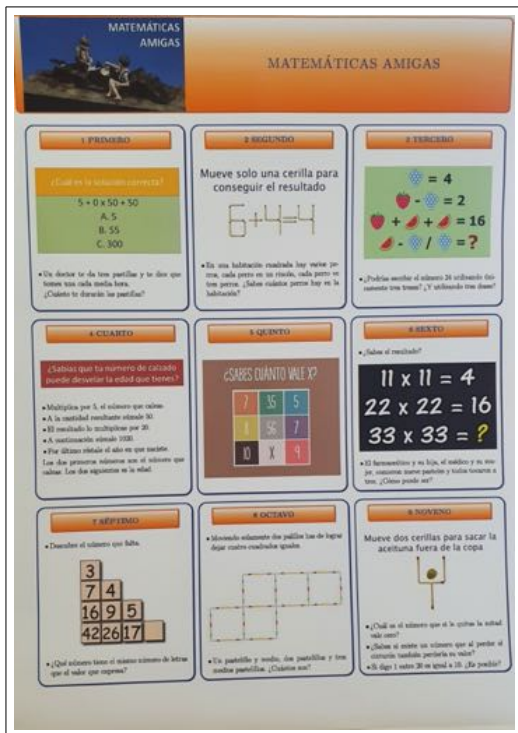 MATEMÁTICAS
AMIGAS
MATEMÁTICAS AMIGAS
1 PRIMERO
¿Cuál es la solución correcta?
5 + 0 x 50 + 50
A. 5
B. 55
C. 300
• Un doctor te da tres pastillas y te dice que
tomes una cada media hora.
¿Cuánto te durarán las pastillas?
2 SEGUNDO
Mueve solo una cerilla para
conseguir el resultado
6+4=4
• En una habitación cuadrada hay varios pe-
rros, cada perro en un rincón, cada perro ve
tres perros. ¿Sabes cuántos perros hay en la
habitación?
3 TERCERO
= 4
- = 2
+ + = 16
- / = ?
• ¿Podrías escribir el número 24 utilizando úni-
camente tres treses? ¿Y utilizando tres doses?
4 CUARTO
¿Sabías que tu número de calzado
puede desvelar la edad que tienes?
• Multiplica por 5, el número que calzas.
• A la cantidad resultante súmale 50.
• El resultado lo multiplicas por 20.
• A continuación súmale 1020.
• Por último réstale el año en que naciste.
Los dos primeros números son el número que
calzas. Los dos siguientes es la edad.
5 QUINTO
¿SABES CUÁNTO VALE X?
7 35 5
8 56 7
10 X 9
6 SEXTO
• ¿Sabes el resultado?
11 x 11 = 4
22 x 22 = 16
33 x 33 = ?
• El farmacéutico y su hija, el médico y su mu-
jer, comieron nueve pasteles y todos tocaron a
tres. ¿Cómo puede ser?
7 SÉPTIMO
• Descubre el número que falta.
3
7 4
16 9 5
42 26 17
• ¿Qué número tiene el mismo número de letras
que el valor que expresa?
8 OCTAVO
• Moviendo solamente dos palillos has de lograr
dejar cuatro cuadrados iguales.
• Un pastelillo y medio, dos pastelillos y tres
medios pastelillos. ¿Cuántos son?
9 NOVENO
Mueve dos cerillas para sacar la
aceituna fuera de la copa
• ¿Cuál es el número que si le quitas la mitad
vale cero?
• ¿Sabes si existe un número que al perder el
cinturón también perdería su valor?
• Si digo 1 entre 20 es igual a 19. ¿Es posible?